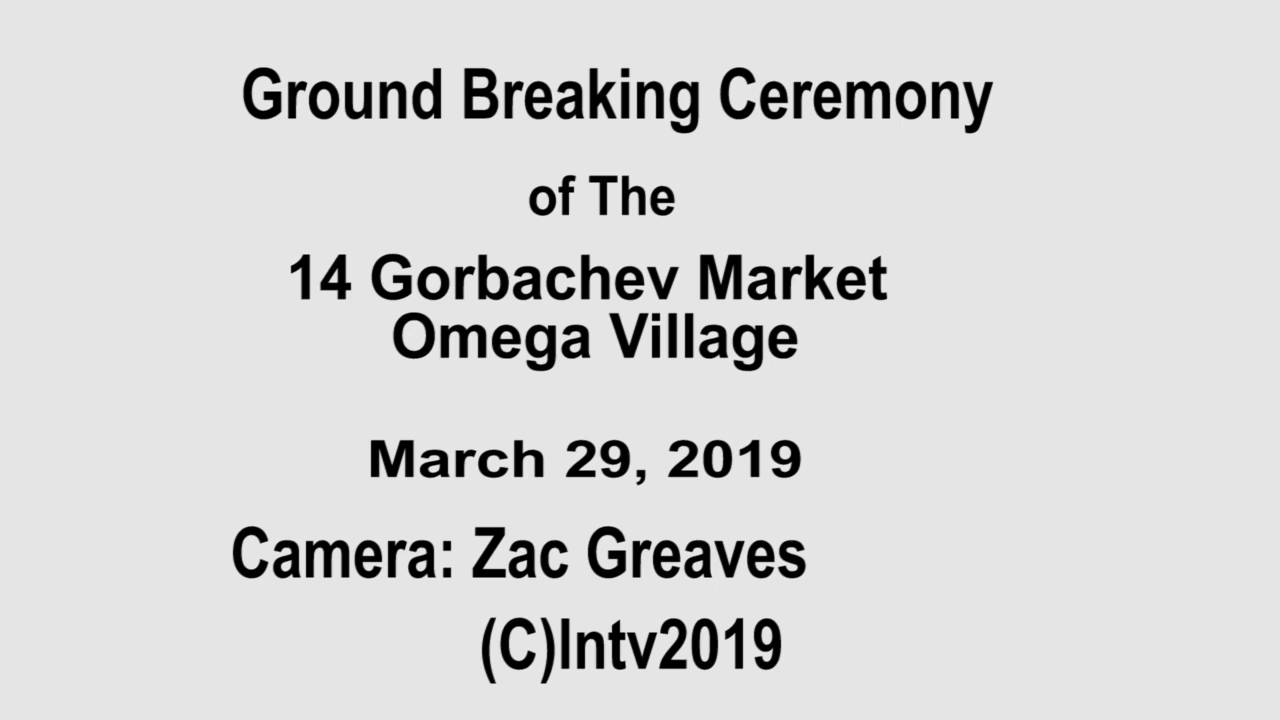 Ground Breaking Ceremony
of The
14 Gorbachev Market
Omega Village
March 29, 2019
Camera: Zac Greaves
(C)Intv2019